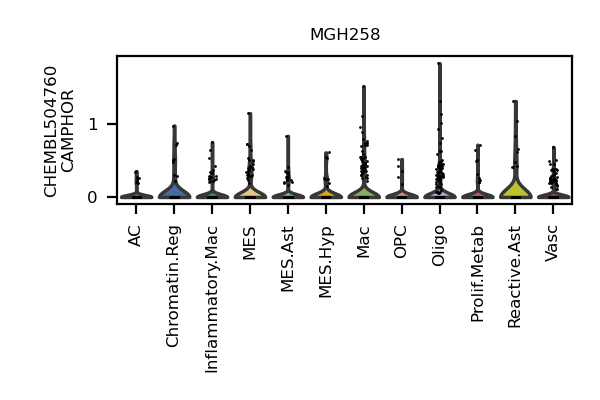 MGH258
CHEMBL504760
CAMPHOR
1
0
AC
Chromatin.Reg
Inflammatory.Mac
MES
MES.Ast
MES.Hyp
Mac
OPC
Oligo
Prolif.Metab
Reactive.Ast
Vasc